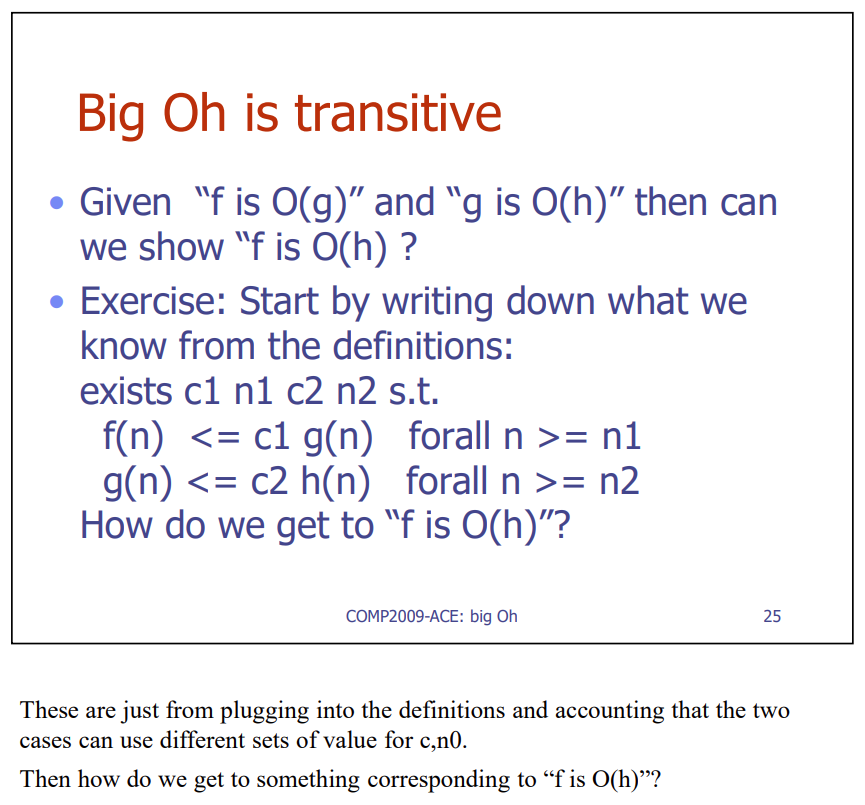 Big Oh is transitive
• Given “f is O(g)” and “g is O(h)” then can
we show “f is O(h) ?
• Exercise: Start by writing down what we
know from the definitions:
exists c1 n1 c2 n2 s.t.
f(n) <= c1 g(n) forall n >= n1
g(n) <= c2 h(n) forall n >= n2
How do we get to “f is O(h)”?
COMP2009-ACE: big Oh 25
These are just from plugging into the definitions and accounting that the two
cases can use different sets of value for c,n0.
Then how do we get to something corresponding to “f is O(h)”?